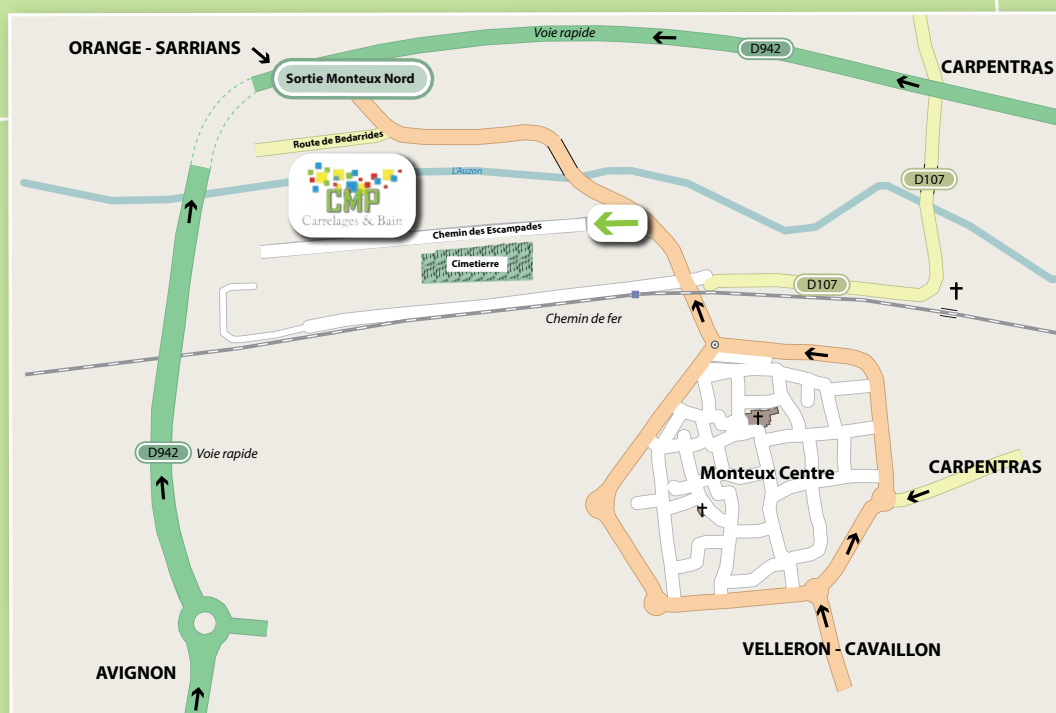 Voie rapide
ORANGE - SARRIANS
D942
CARPENTRAS
Sortie Monteux Nord
Route de Bedarrides
L'Auzon
D107
CMP
Carrelages & Bain
Chemin des Escampades
Cimetierre
D107
Chemin de fer
D942
Voie rapide
CARPENTRAS
Monteux Centre
VELLERON - CAVAILLON
AVIGNON